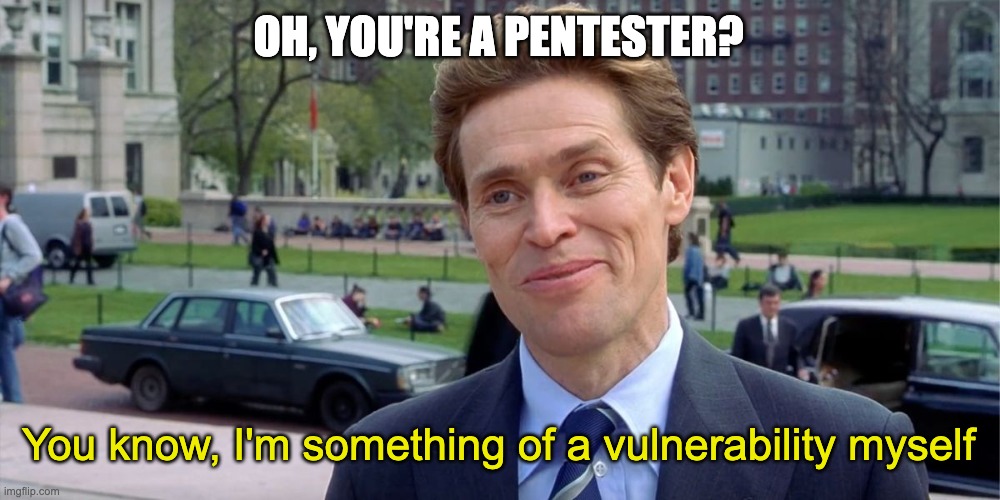 OH, YOU'RE A PENTESTER?
You know, I'm something of a vulnerability myself
imgflip.com